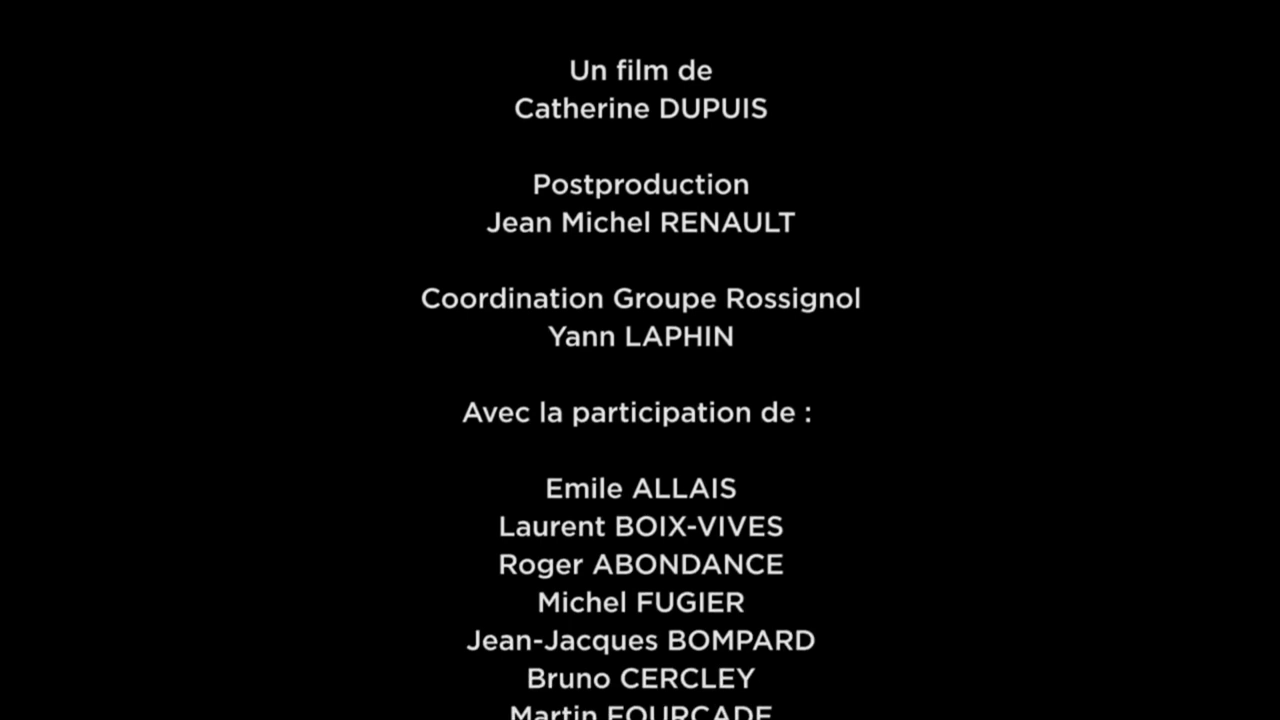 Un film de
Catherine DUPUIS
Postproduction
Jean Michel RENAULT
Coordination Groupe Rossignol
Yann LAPHIN
Avec la participation de :
Emile ALLAIS
Laurent BOIX-VIVES
Roger ABONDANCE
Michel FUGIER
Jean-Jacques BOMPARD
Bruno CERCLEY
Martin FOURCADE